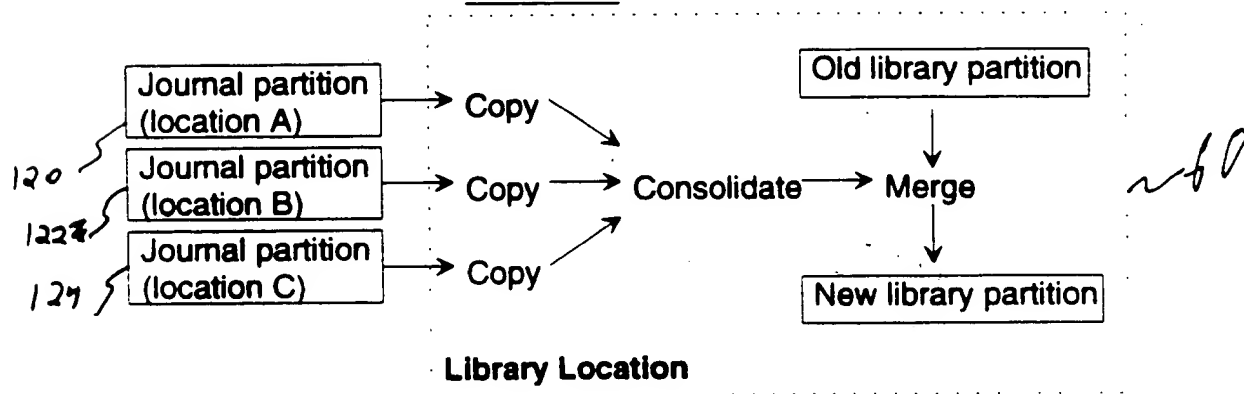 Journal partition
(location A)
Copy
Old library partition
120
Journal partition
(location B)
Copy
Consolidate
Merge
60
122
Journal partition
(location C)
Copy
124
New library partition
Library Location